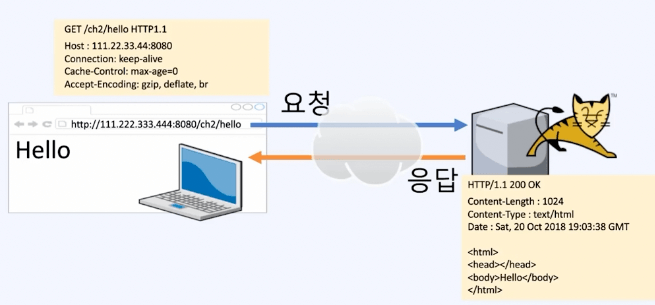 GET /ch2/hello HTTP1.1
Host : 111.22.33.44:8080
Connection: keep-alive
Cache-Control: max-age=0
Accept-Encoding: gzip, deflate, br
http://111.222.333.444:8080/ch2/hello
Hello
요청
응답
TM
HTTP/1.1 200 OK
Content-Length : 1024
Content-Type : text/html
Date : Sat, 20 Oct 2018 19:03:38 GMT
<html>
<head></head>
<body>Hello</body>
</html>